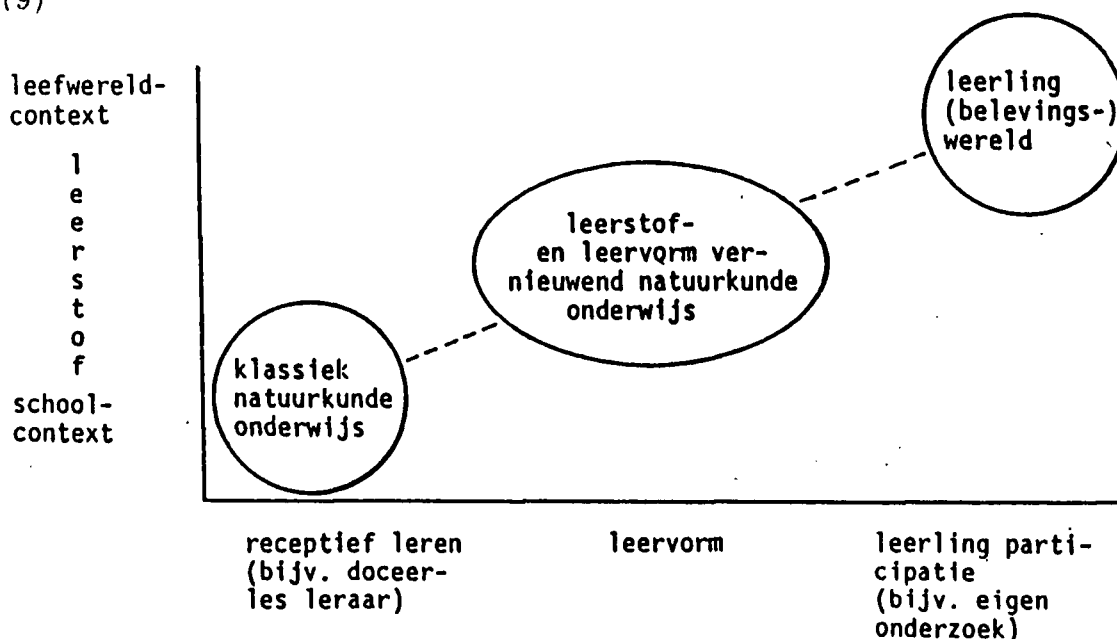 (9)
leefwereld-
context
leerstof
school-
context
leerling
(belevings-)
wereld
leerstof-
en leervorm ver-
nieuwend natuurkunde
onderwijs
klassiek
natuurkunde
onderwijs
receptief leren
(bijv. doceer-
les leraar)
leervorm
leerling parti-
cipatie
(bijv. eigen
onderzoek)